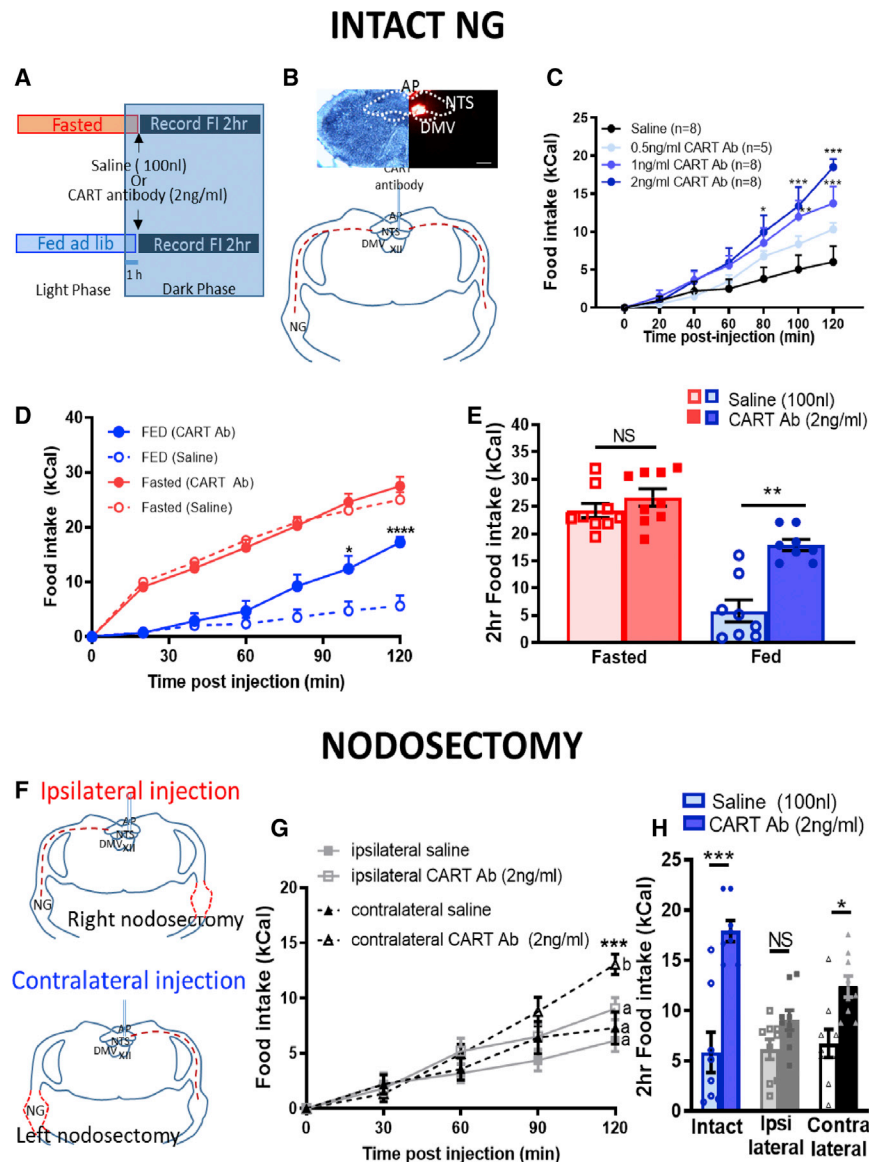 INTACT NG
A
Fasted
Record FI 2hr
Saline ( 100nl)
Or
CART antibody (2ng/ml)
Fed ad lib
Record FI 2hr
1 h
Light Phase
Dark Phase
B
AP
NTS
DMV
CART
antibody
AP
NTS
DMV
XII
NG
C
Food intake (kCal)
25
20
15
10
5
0
Saline (n=8)
0.5ng/ml CART Ab (n=5)
1ng/ml CART Ab (n=8)
2ng/ml CART Ab (n=8)
***
***
***
*
**
0 20 40 60 80 100 120
Time post-injection (min)
D
Food intake (kCal)
40
30
20
10
0
FED (CART Ab)
FED (Saline)
Fasted (CART Ab)
Fasted (Saline)
*
****
0 30 60 90 120
Time post injection (min)
E
2hr Food intake (kCal)
35
30
25
20
15
10
5
0
Saline (100nl)
CART Ab (2ng/ml)
NS
**
Fasted Fed
NODOSECTOMY
F
Ipsilateral injection
AP
NTS
DMV
XII
NG
Right nodosectomy
Contralateral injection
AP
NTS
DMV
XII
NG
Left nodosectomy
G
ipsilateral saline
ipsilateral CART Ab (2ng/ml)
contralateral saline
contralateral CART Ab (2ng/ml)
Food intake (kCal)
20
15
10
5
0
***
b
a
a
a
0 30 60 90 120
Time post injection (min)
H
Saline (100nl)
CART Ab (2ng/ml)
2hr Food intake (kCal)
25
20
15
10
5
0
***
NS
*
Intact
Ipsi
lateral
Contra
lateral